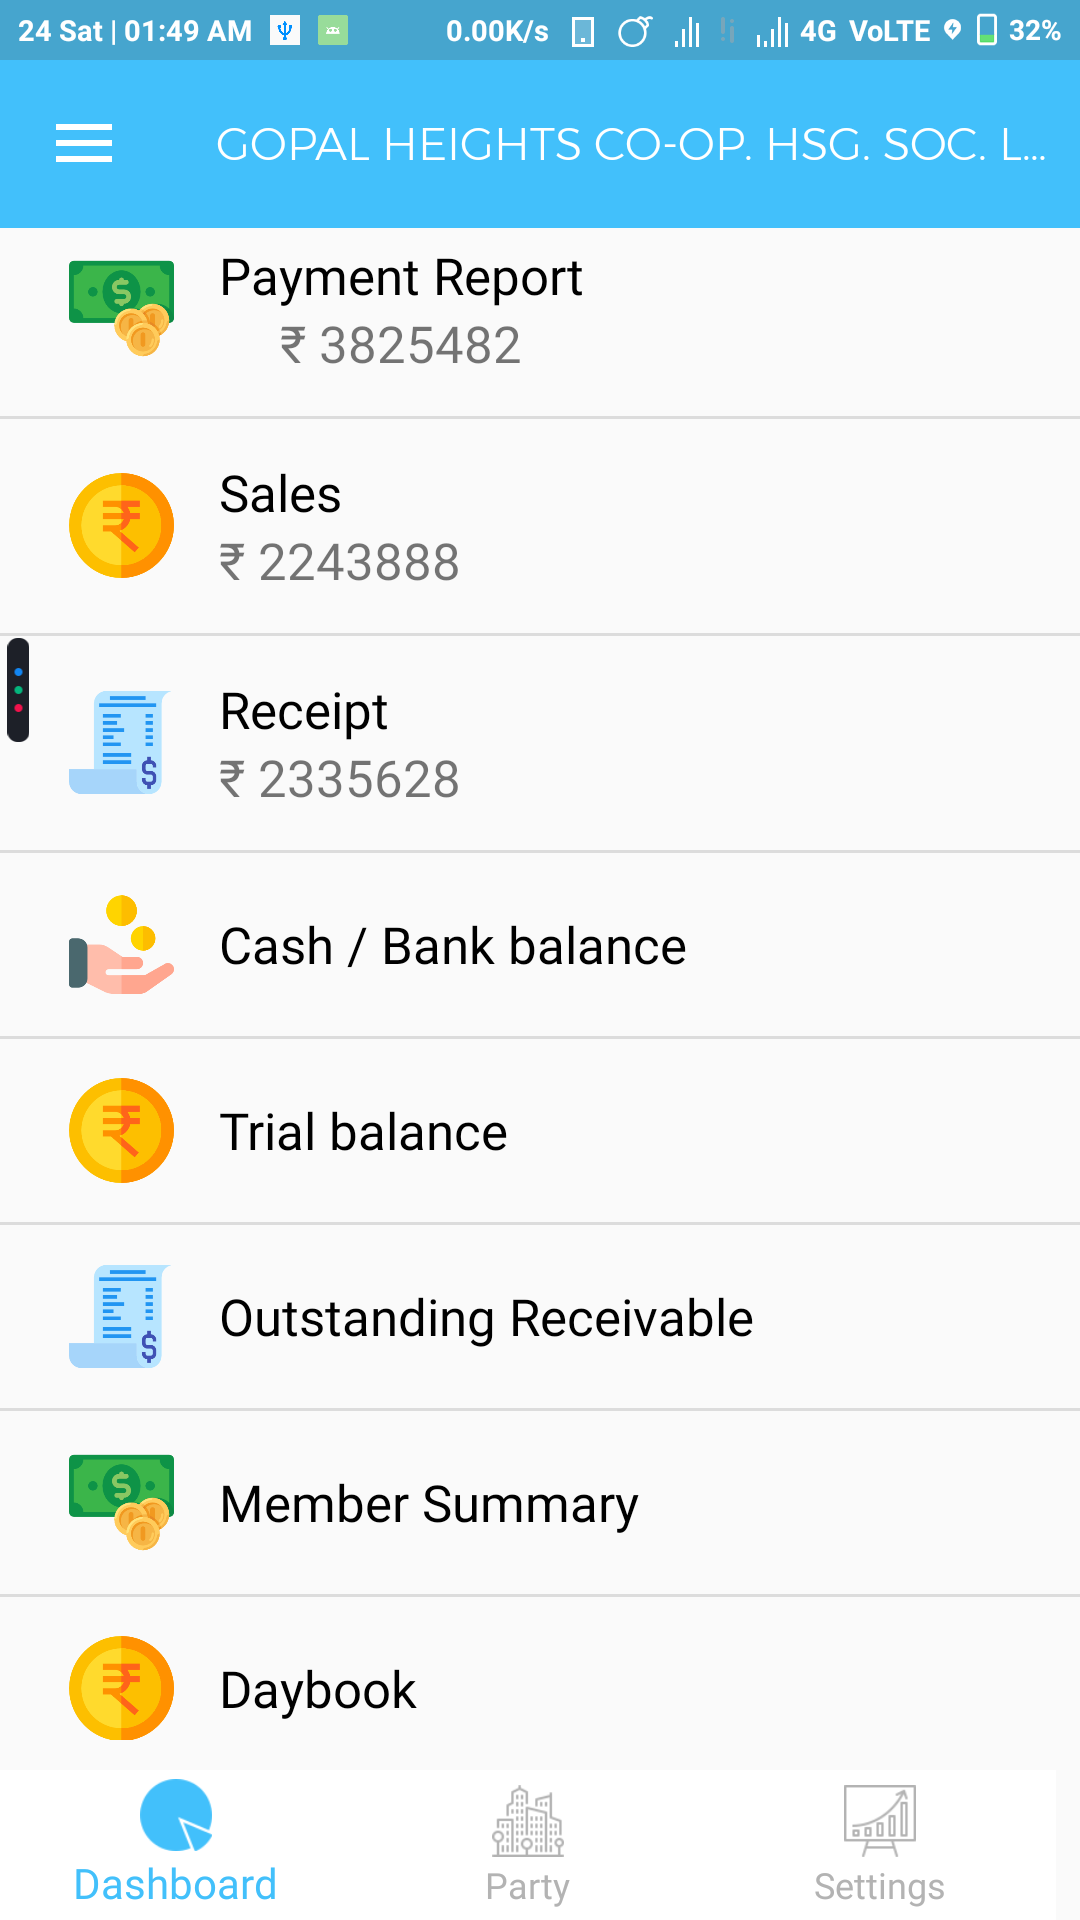 24 Sat | 01:49 AM 0.00K/s 4G VoLTE 32%
GOPAL HEIGHTS CO-OP. HSG. SOC. L...
Payment Report
₹ 3825482
Sales
₹ 2243888
Receipt
₹ 2335628
Cash / Bank balance
Trial balance
Outstanding Receivable
Member Summary
Daybook
Dashboard Party Settings